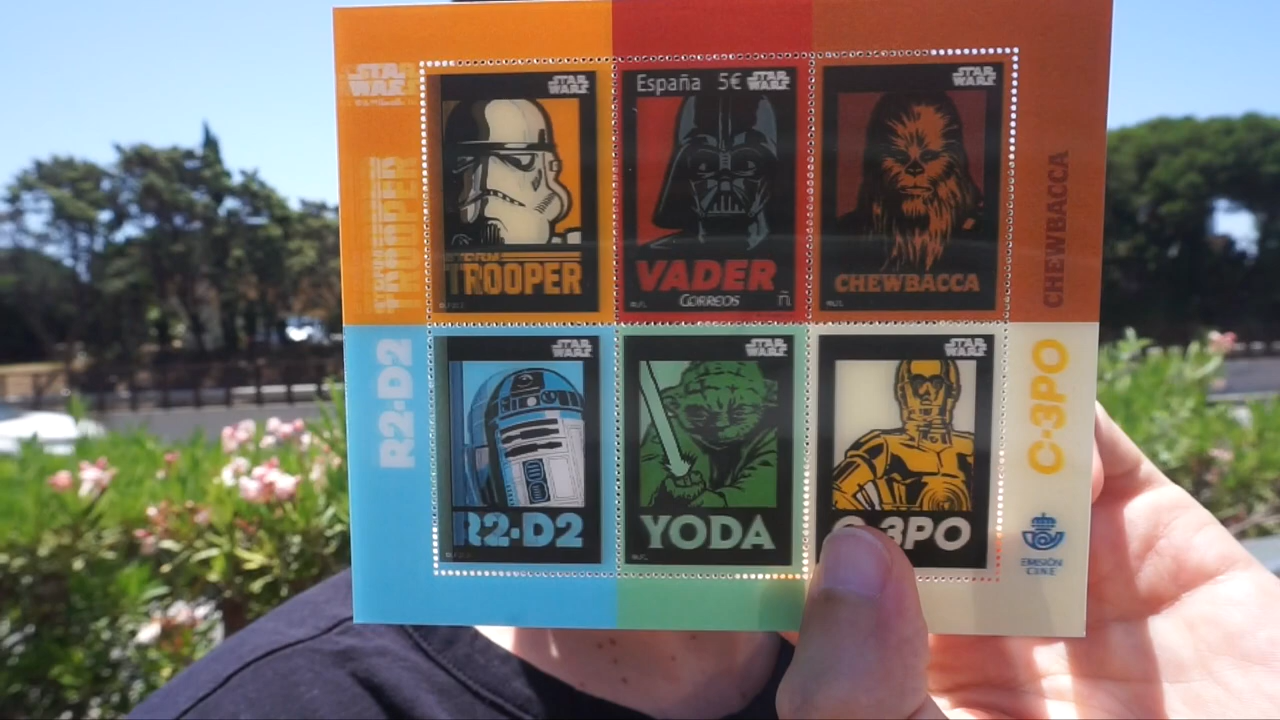 STAR WARS
STAR WARS
España 5€
STAR WARS
STAR WARS
STORM
TROOPER
TROOPER
VADER
Correos
ñ
CHEWBACCA
CHEWBACCA
R2-D2
STAR WARS
STAR WARS
STAR WARS
C-3PO
R2-D2
YODA
C-3PO
EMISIÓN
CINE